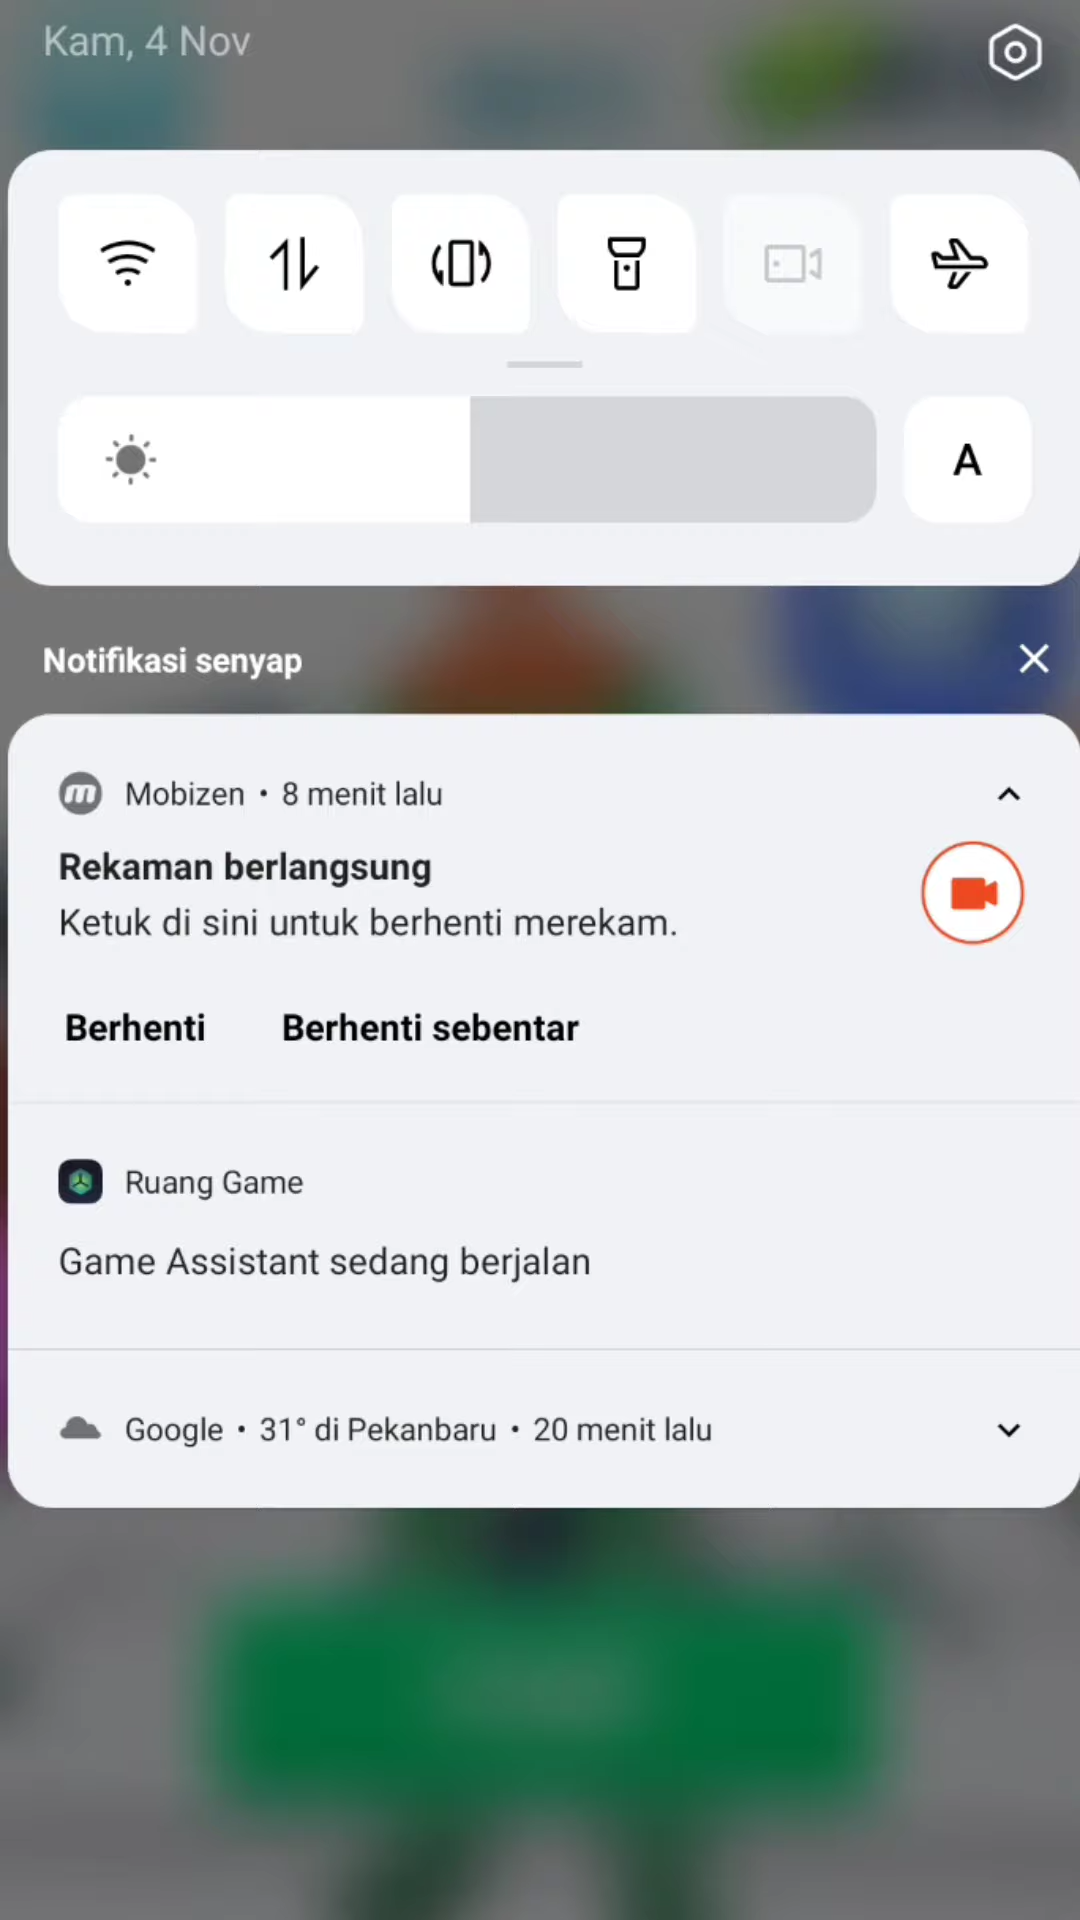 Kam, 4 Nov
A
Notifikasi senyap
Mobizen • 8 menit lalu
Rekaman berlangsung
Ketuk di sini untuk berhenti merekam.
Berhenti Berhenti sebentar
Ruang Game
Game Assistant sedang berjalan
Google • 31° di Pekanbaru • 20 menit lalu